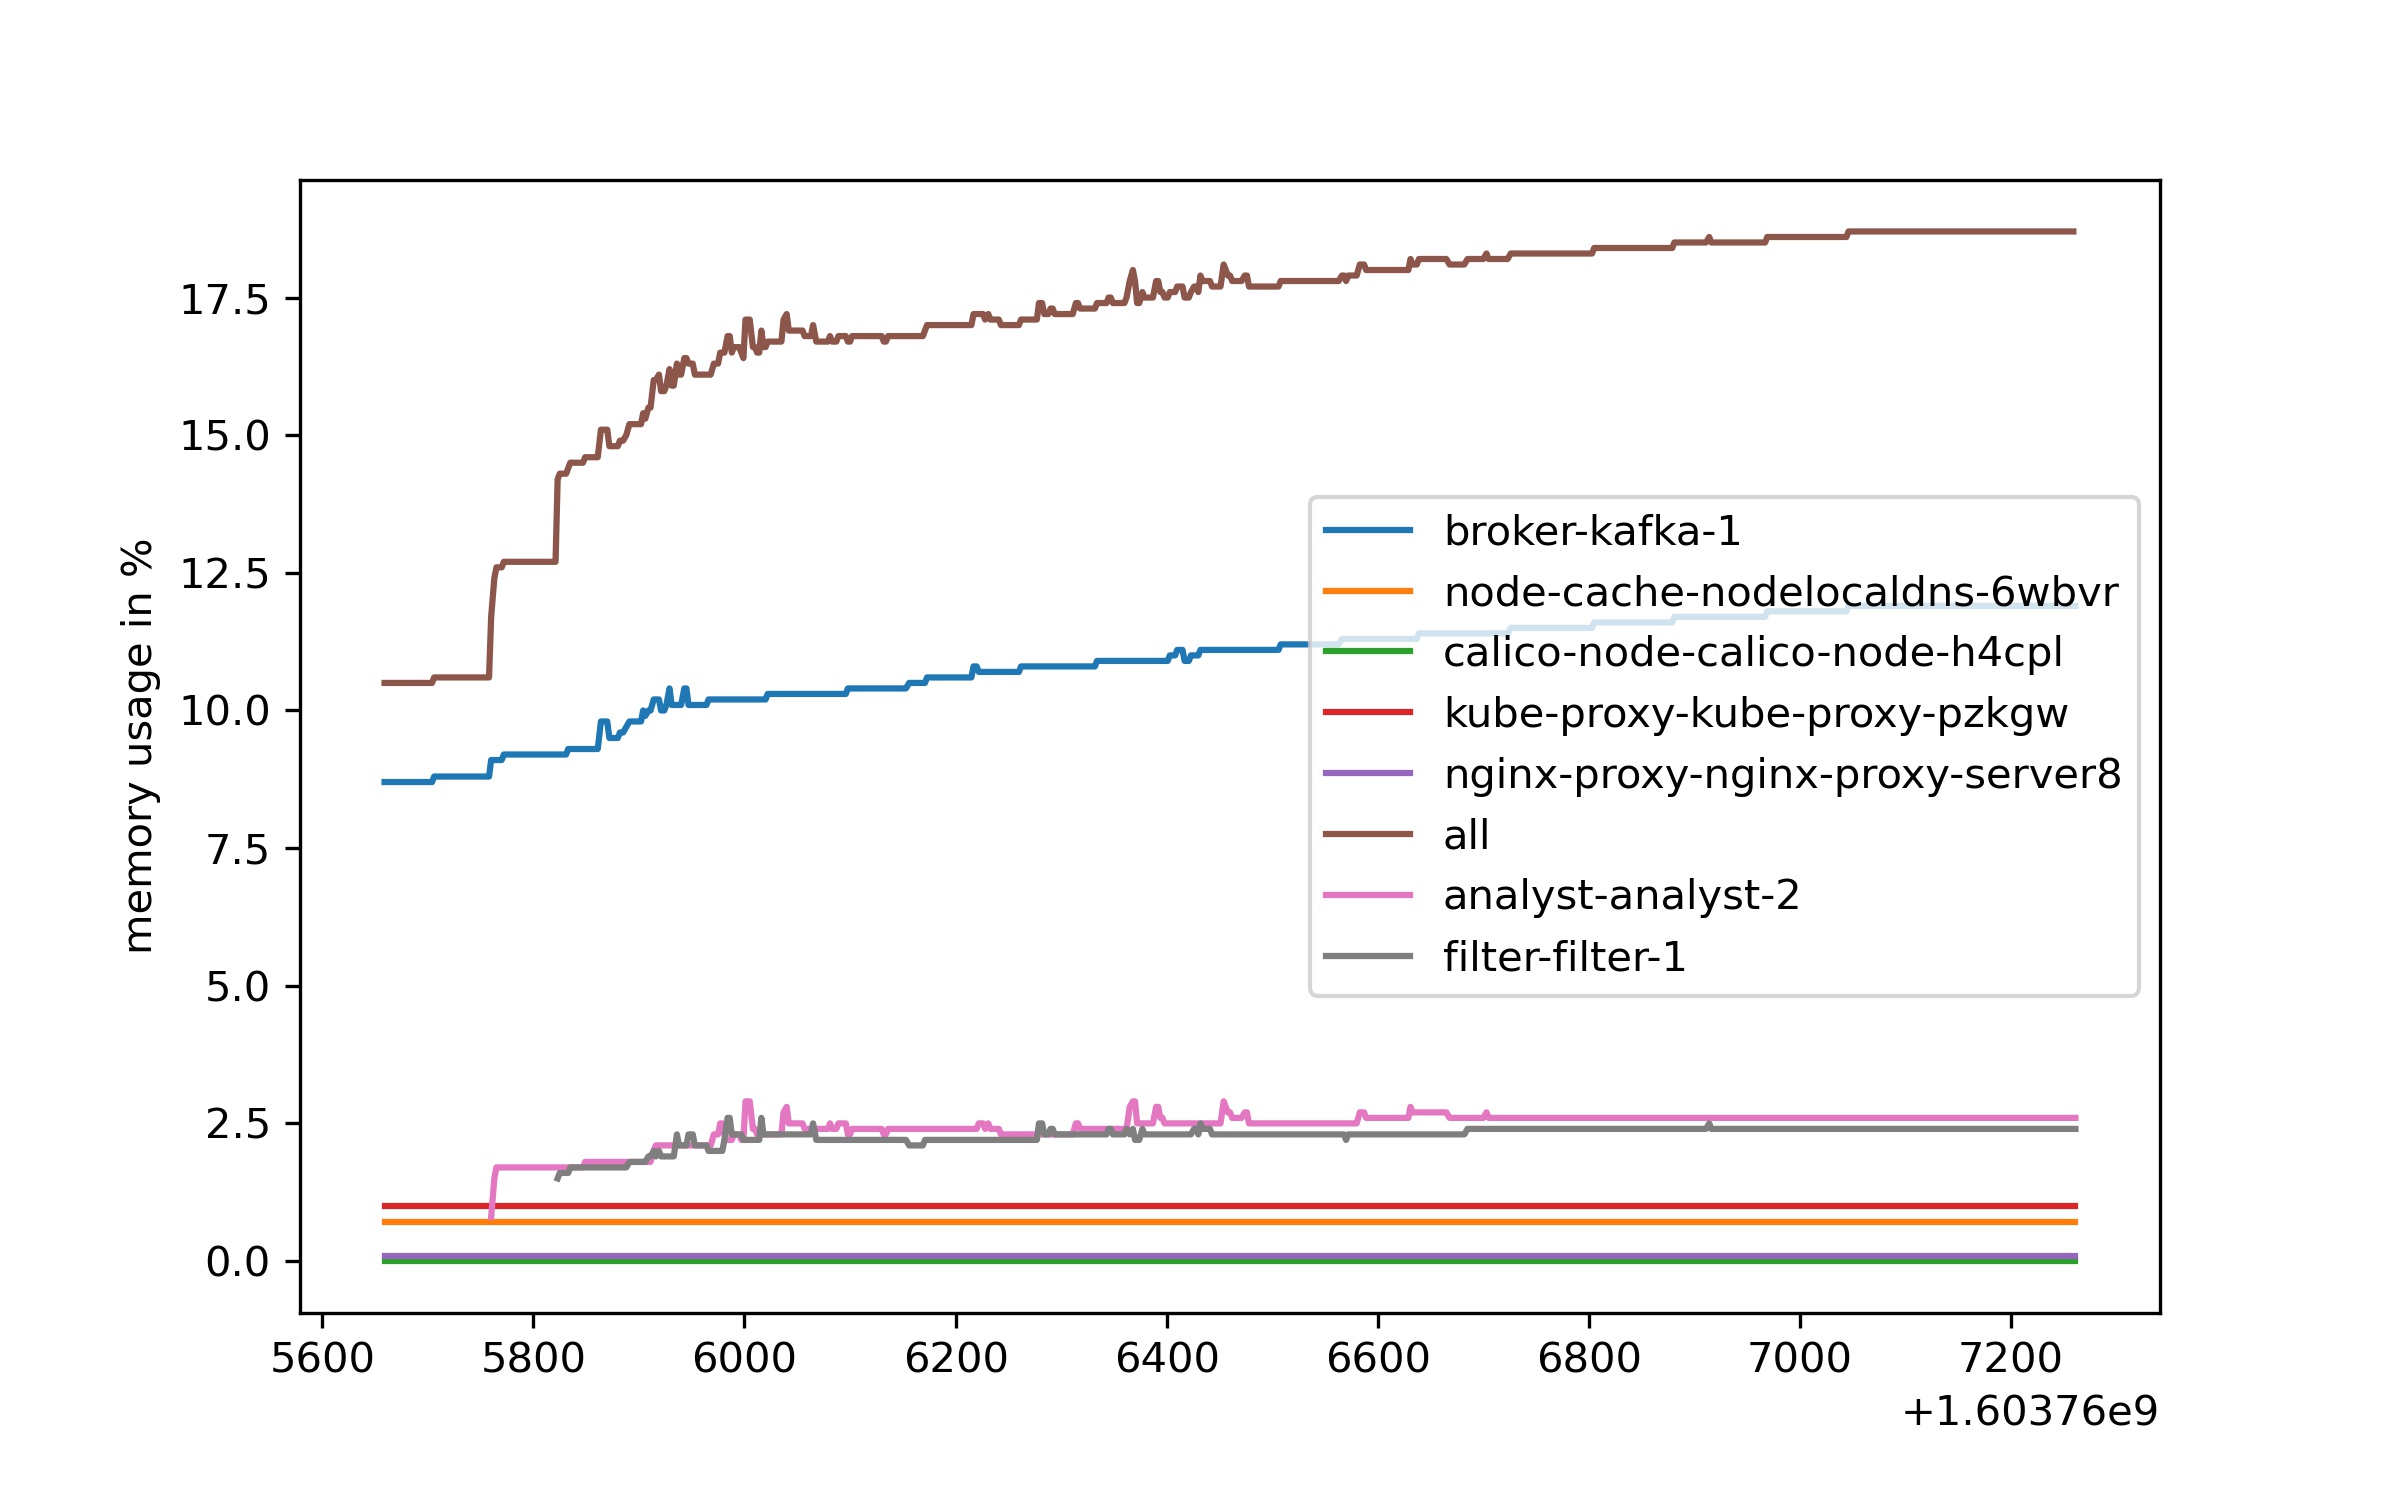 17.5
15.0
12.5
10.0
7.5
5.0
2.5
0.0
memory usage in %
broker-kafka-1
node-cache-nodelocaldns-6wbvr
calico-node-calico-node-h4cpl
kube-proxy-kube-proxy-pzkgw
nginx-proxy-nginx-proxy-server8
all
analyst-analyst-2
filter-filter-1
5600 5800 6000 6200 6400 6600 6800 7000 7200
+1.60376e9